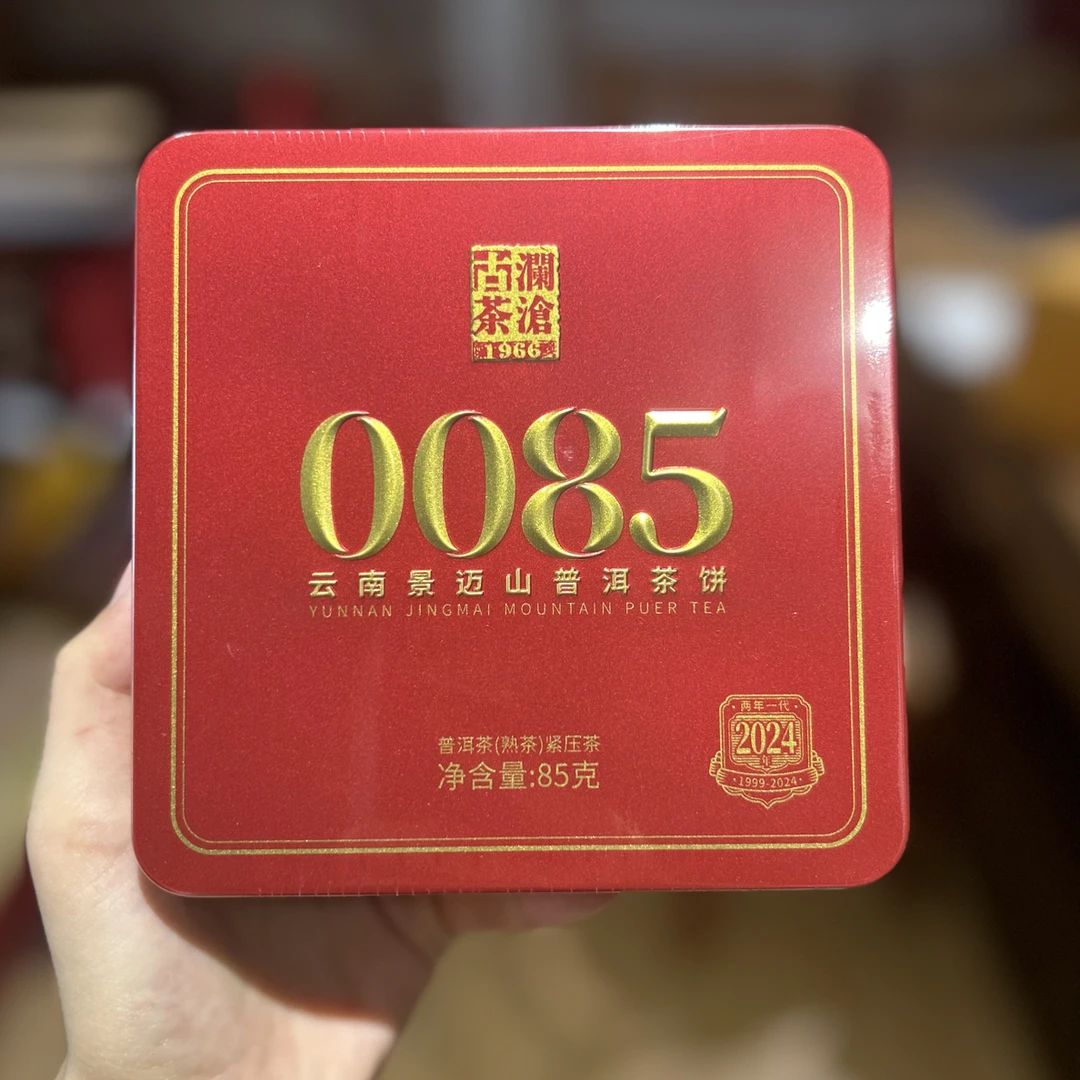 瀾滄
古茶
1966
0085
云南景迈山普洱茶饼
YUNNAN JINGMAI MOUNTAIN PUER TEA
普洱茶(熟茶)紧压茶
净含量:85克
两年一代
2024
年
·1999-2024·